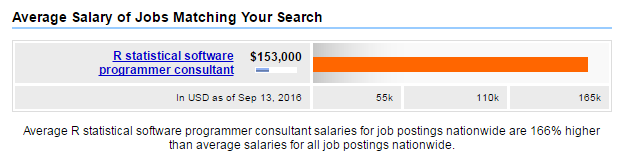 Average Salary of Jobs Matching Your Search
R statistical software $153,000
programmer consultant
In USD as of Sep 13, 2016 55k 110k 165k
Average R statistical software programmer consultant salaries for job postings nationwide are 166% higher
than average salaries for all job postings nationwide.